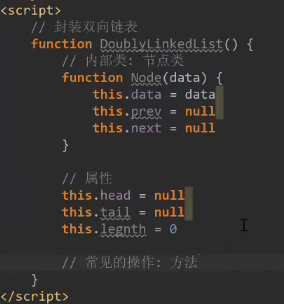 <script>
// 封装双向链表
function DoublyLinkedList() {
// 内部类: 节点类
function Node(data) {
this.data = data
this.prev = null
this.next = null
}
// 属性
this.head = null
this.tail = null
this.legnth = 0
// 常见的操作: 方法
}
</script>